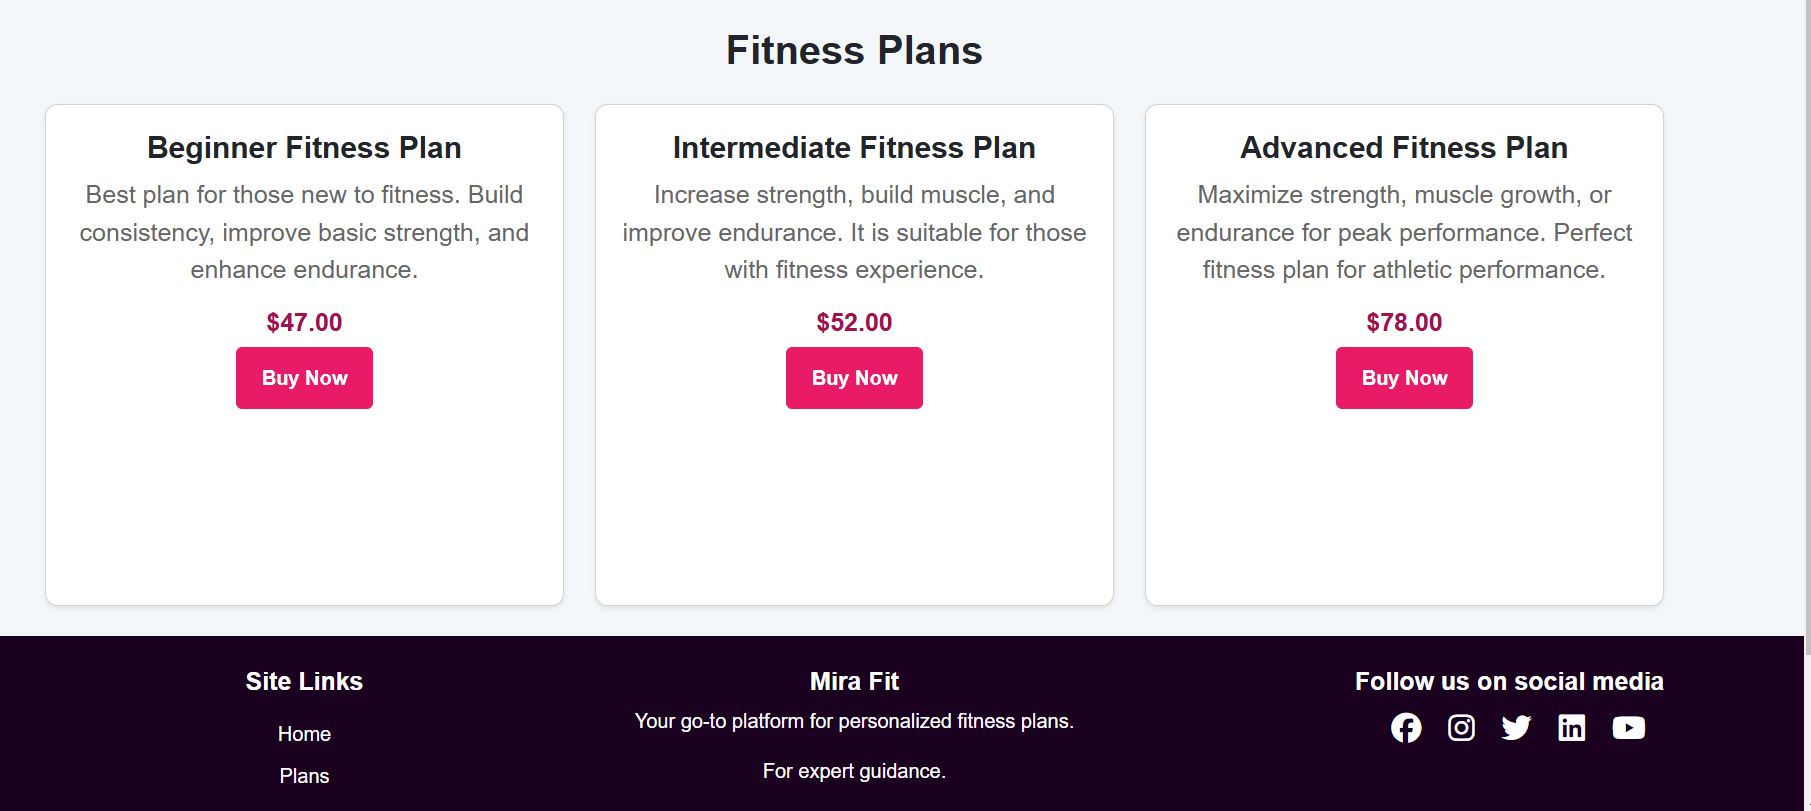 Fitness Plans
Beginner Fitness Plan
Best plan for those new to fitness. Build
consistency, improve basic strength, and
enhance endurance.
$47.00
Buy Now
Intermediate Fitness Plan
Increase strength, build muscle, and
improve endurance. It is suitable for those
with fitness experience.
$52.00
Buy Now
Advanced Fitness Plan
Maximize strength, muscle growth, or
endurance for peak performance. Perfect
fitness plan for athletic performance.
$78.00
Buy Now
Site Links
Home
Plans
Mira Fit
Your go-to platform for personalized fitness plans.
For expert guidance.
Follow us on social media